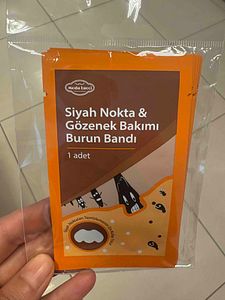 Siyah Nokta &
Gözenek Bakımı
Burun Bandı
1 adet